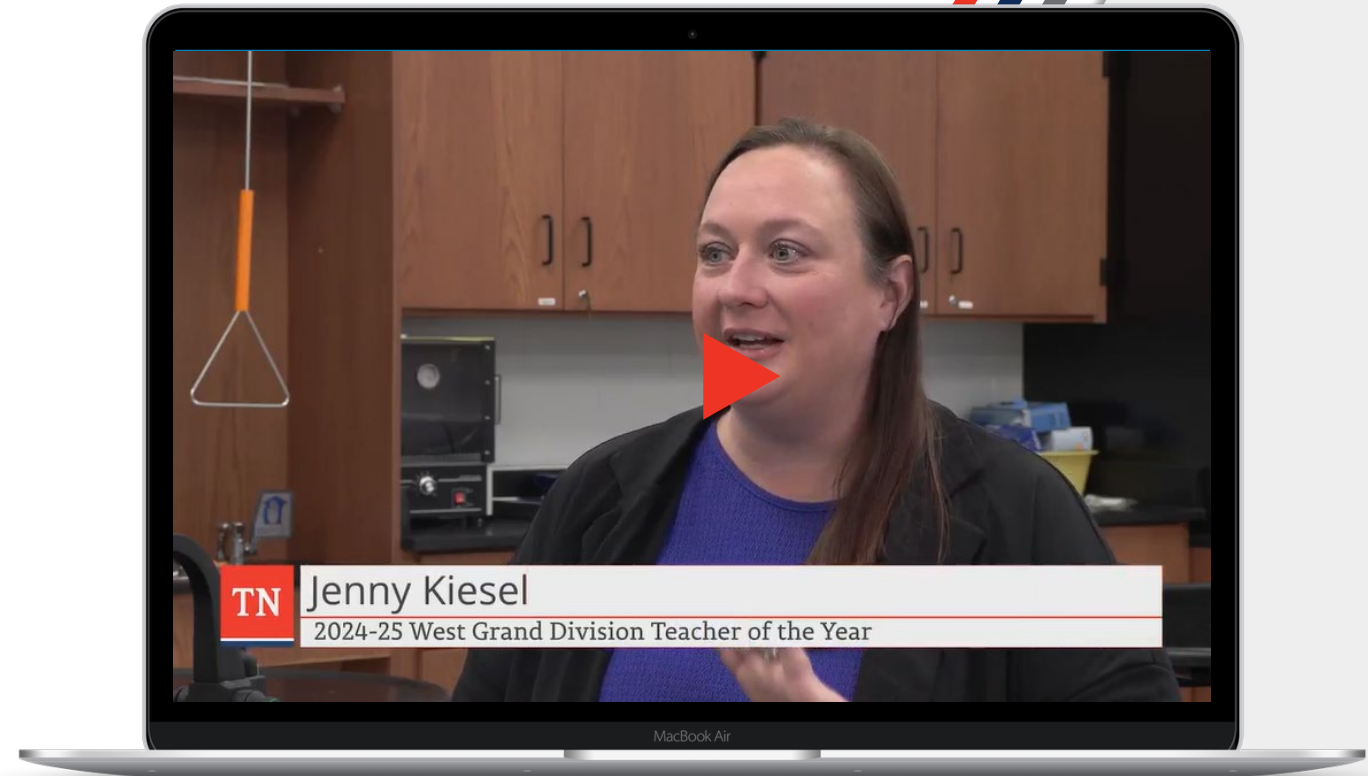 TN
Jenny Kiesel
2024-25 West Grand Division Teacher of the Year
MacBook Air